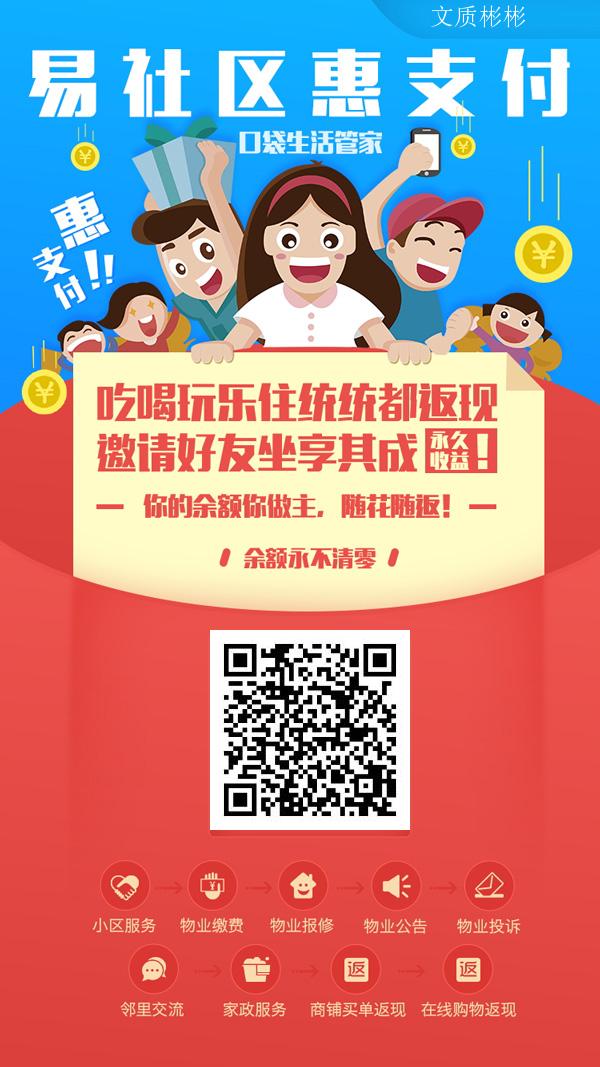 文质彬彬
易社区惠支付
口袋生活管家
惠
支付!!
吃喝玩乐住统统都返现
邀请好友坐享其成 永久收益!
你的余额你做主，随花随返!
余额永不清零
小区服务 物业缴费 物业报修 物业公告 物业投诉
返 返
邻里交流 家政服务 商铺买单返现 在线购物返现